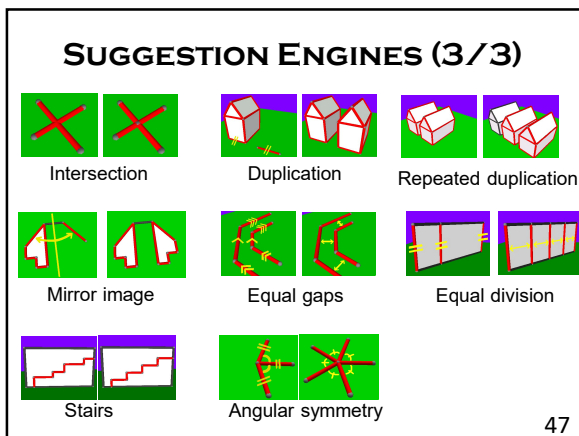 SUGGESTION ENGINES (3/3)
Intersection
Duplication
Repeated duplication
Mirror image
Equal gaps
Equal division
Stairs
Angular symmetry
47